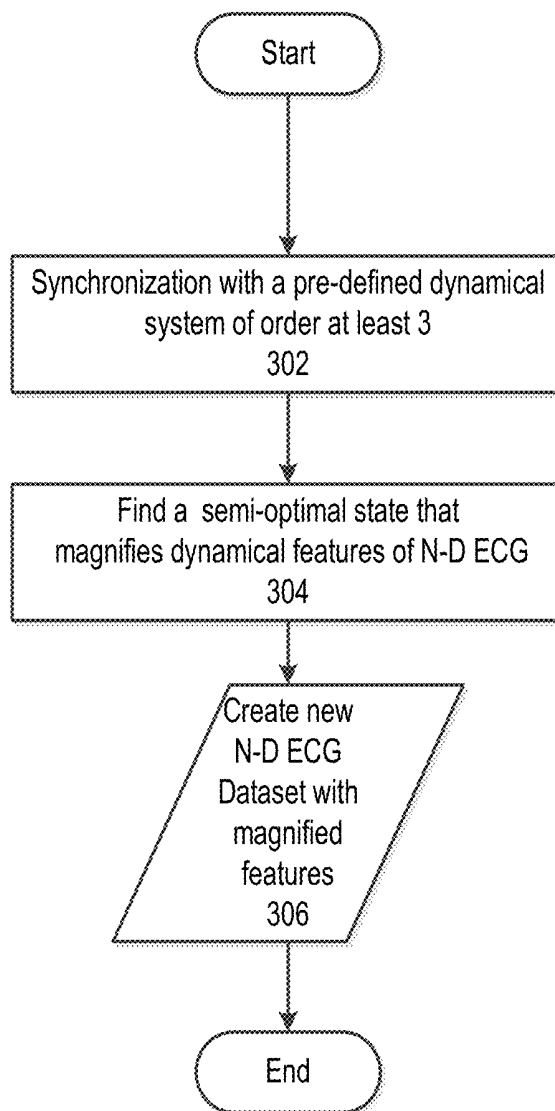 Start
Synchronization with a pre-defined dynamical
system of order at least 3
302
Find a semi-optimal state that
magnifies dynamical features of N-D ECG
304
Create new
N-D ECG
Dataset with
magnified
features
306
End